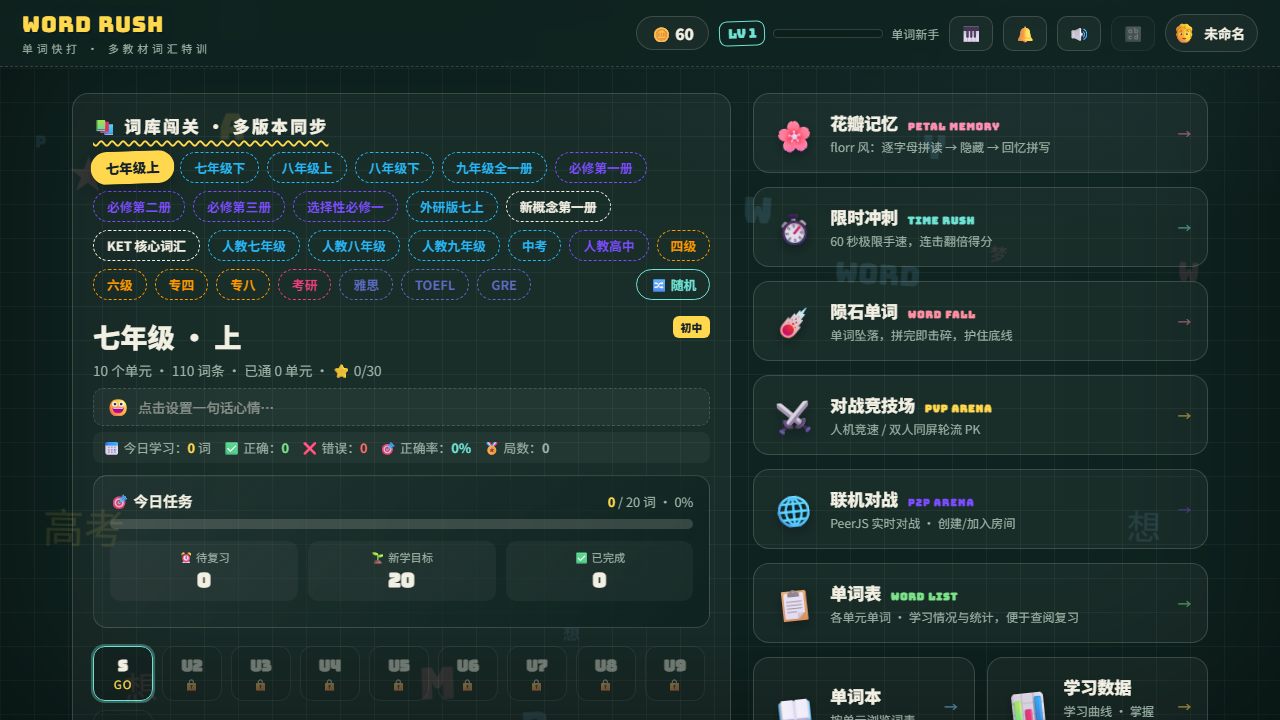 WORD RUSH
单词快打 · 多教材词汇特训
60
LV 1
单词新手
未命名
词库闯关 · 多版本同步
七年级上 七年级下 八年级上 八年级下 九年级全一册 必修第一册
必修第二册 必修第三册 选择性必修一 外研版七上 新概念第一册
KET 核心词汇 人教七年级 人教八年级 人教九年级 中考 人教高中 四级
六级 专四 专八 考研 雅思 TOEFL GRE 随机
七年级 · 上
初中
10 个单元 · 110 词条 · 已通 0 单元 · ⭐ 0/30
点击设置一句话心情…
今日学习: 0 词 正确: 0 错误: 0 正确率: 0% 局数: 0
今日任务
0 / 20 词 · 0%
待复习 新学目标 已完成
0 20 0
S U2 U3 U4 U5 U6 U7 U8 U9
GO
花瓣记忆 PETAL MEMORY
florr 风：逐字母拼读 → 隐藏 → 回忆拼写
→
限时冲刺 TIME RUSH
60 秒极限手速，连击翻倍得分
→
陨石单词 WORD FALL
单词坠落，拼完即击碎，护住底线
→
对战竞技场 PVP ARENA
人机竞速 / 双人同屏轮流 PK
→
联机对战 P2P ARENA
PeerJS 实时对战 · 创建/加入房间
→
单词表 WORD LIST
各单元单词 · 学习情况与统计，便于查阅复习
→
单词本
按单元浏览词表
→
学习数据
学习曲线 · 掌握
→
高考
想
WORD
W
W
梦
M
想
P